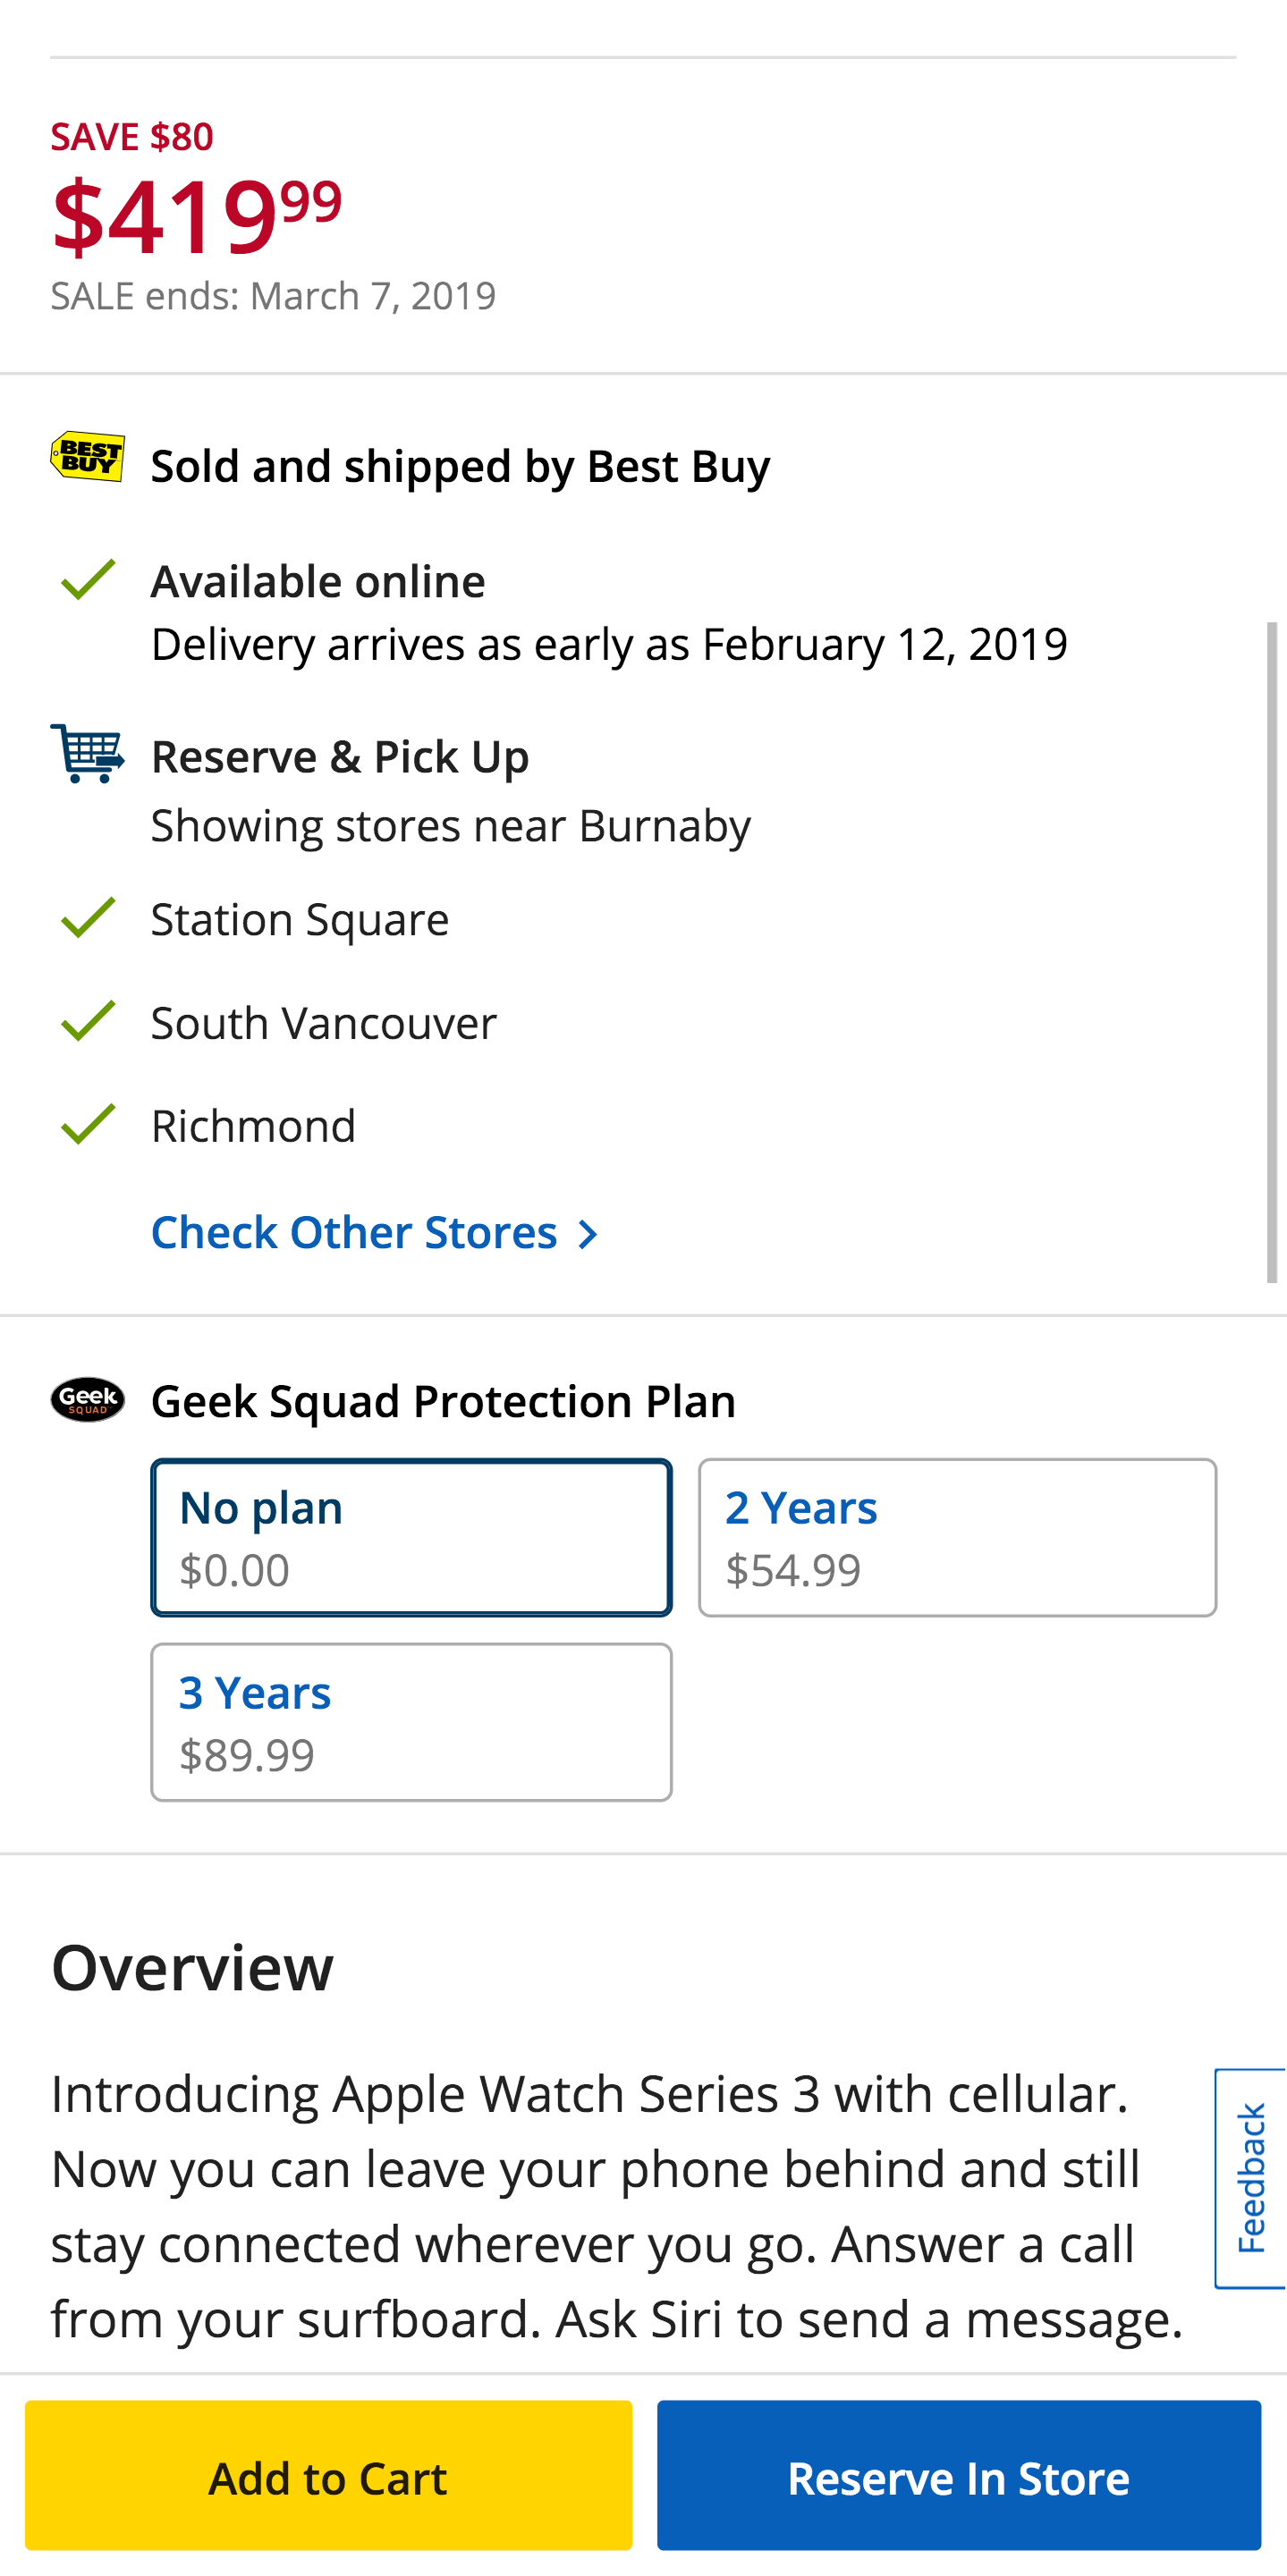 SAVE $80
$419⁹⁹
SALE ends: March 7, 2019
BEST
BUY
Sold and shipped by Best Buy
Available online
Delivery arrives as early as February 12, 2019
Reserve & Pick Up
Showing stores near Burnaby
Station Square
South Vancouver
Richmond
Check Other Stores
Geek
SQUAD
Geek Squad Protection Plan
No plan
$0.00
2 Years
$54.99
3 Years
$89.99
Overview
Introducing Apple Watch Series 3 with cellular.
Now you can leave your phone behind and still
stay connected wherever you go. Answer a call
from your surfboard. Ask Siri to send a message.
Feedback
Add to Cart
Reserve In Store